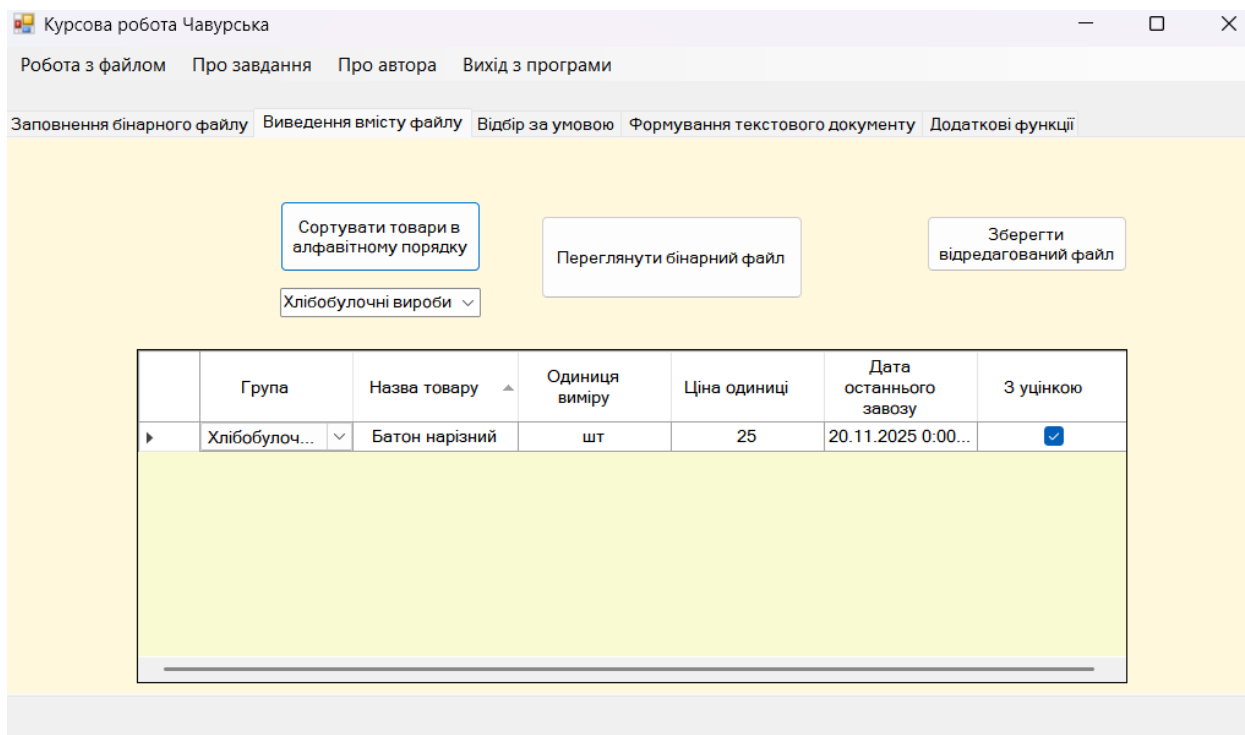 Курсова робота Чавурська
Робота з файлом Про завдання Про автора Вихід з програми
Заповнення бінарного файлу Виведення вмісту файлу Відбір за умовою Формування текстового документу Додаткові функції
Сортувати товари в
алфавітному порядку
Переглянути бінарний файл
Зберегти
відредагований файл
Хлібобулочні вироби
Група
Назва товару
Одиниця
виміру
Ціна одиниці
Дата
останнього
завозу
З уцінкою
Хлібобулоч... Батон нарізний шт 25 20.11.2025 0:00...